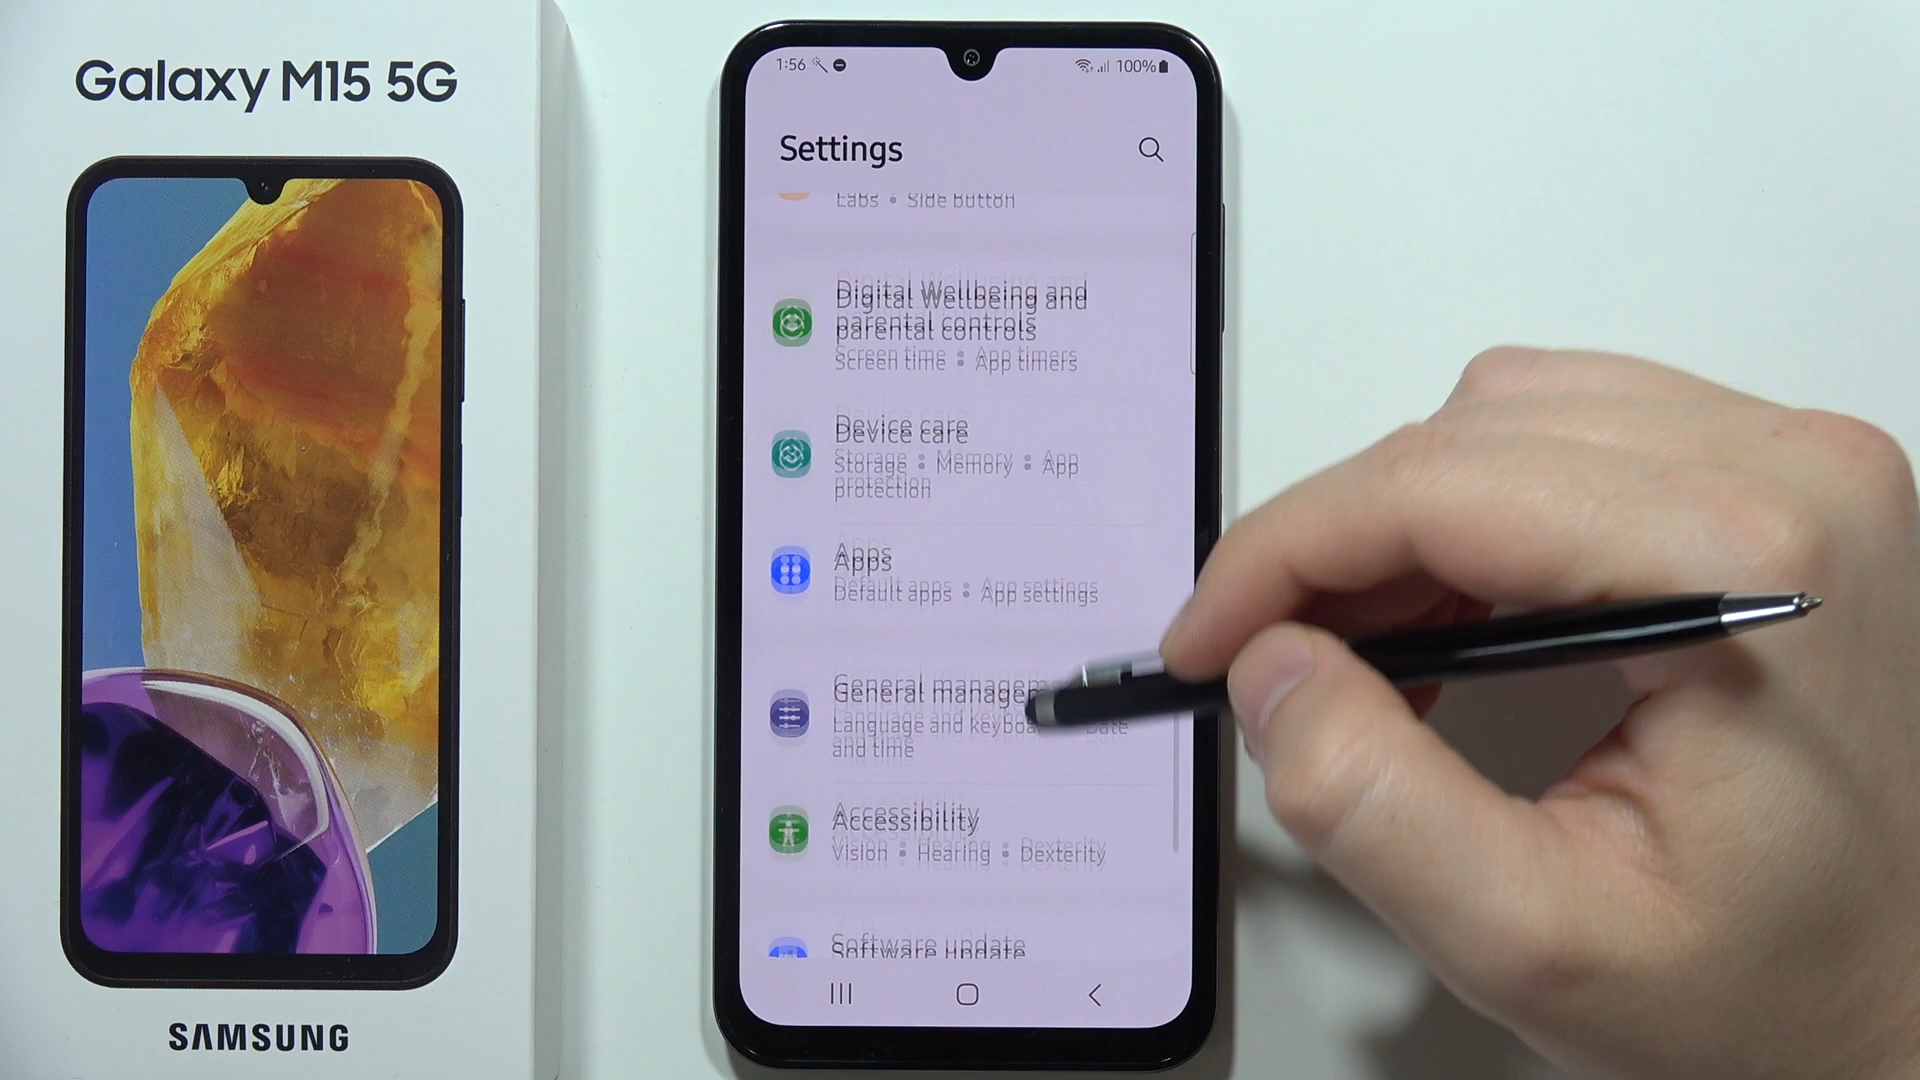 Galaxy M15 5G
SAMSUNG
1:56
100%
Settings
Labs • Side button
Digital Wellbeing and
parental controls
Screen time • App timers
Device care
Storage • Memory • App
protection
Apps
Default apps • App settings
General
Language and Date
and time
Accessibility
Vision • Hearing • Dexterity
Software update